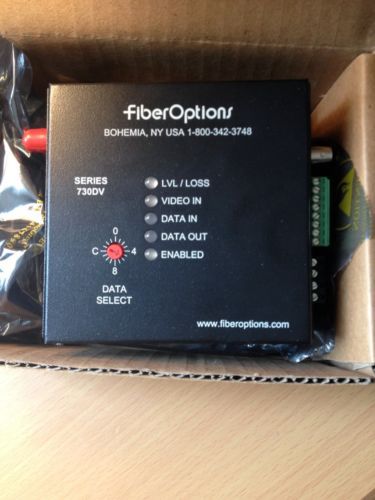 FiberOptions
BOHEMIA, NY USA 1-800-342-3748
SERIES
730DV
LVL / LOSS
VIDEO IN
DATA IN
DATA OUT
ENABLED
0
C 4
8
DATA
SELECT
www.fiberoptions.com